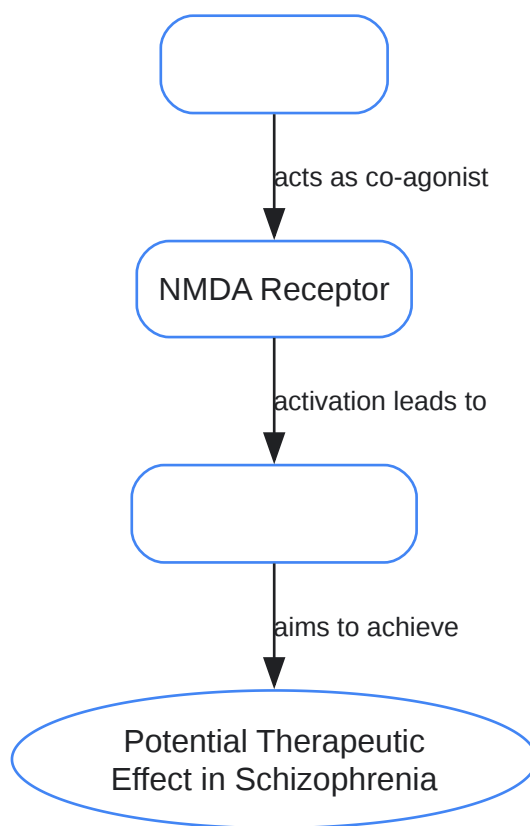 acts as co-agonist
NMDA Receptor
activation leads to
aims to achieve
Potential Therapeutic
Effect in Schizophrenia